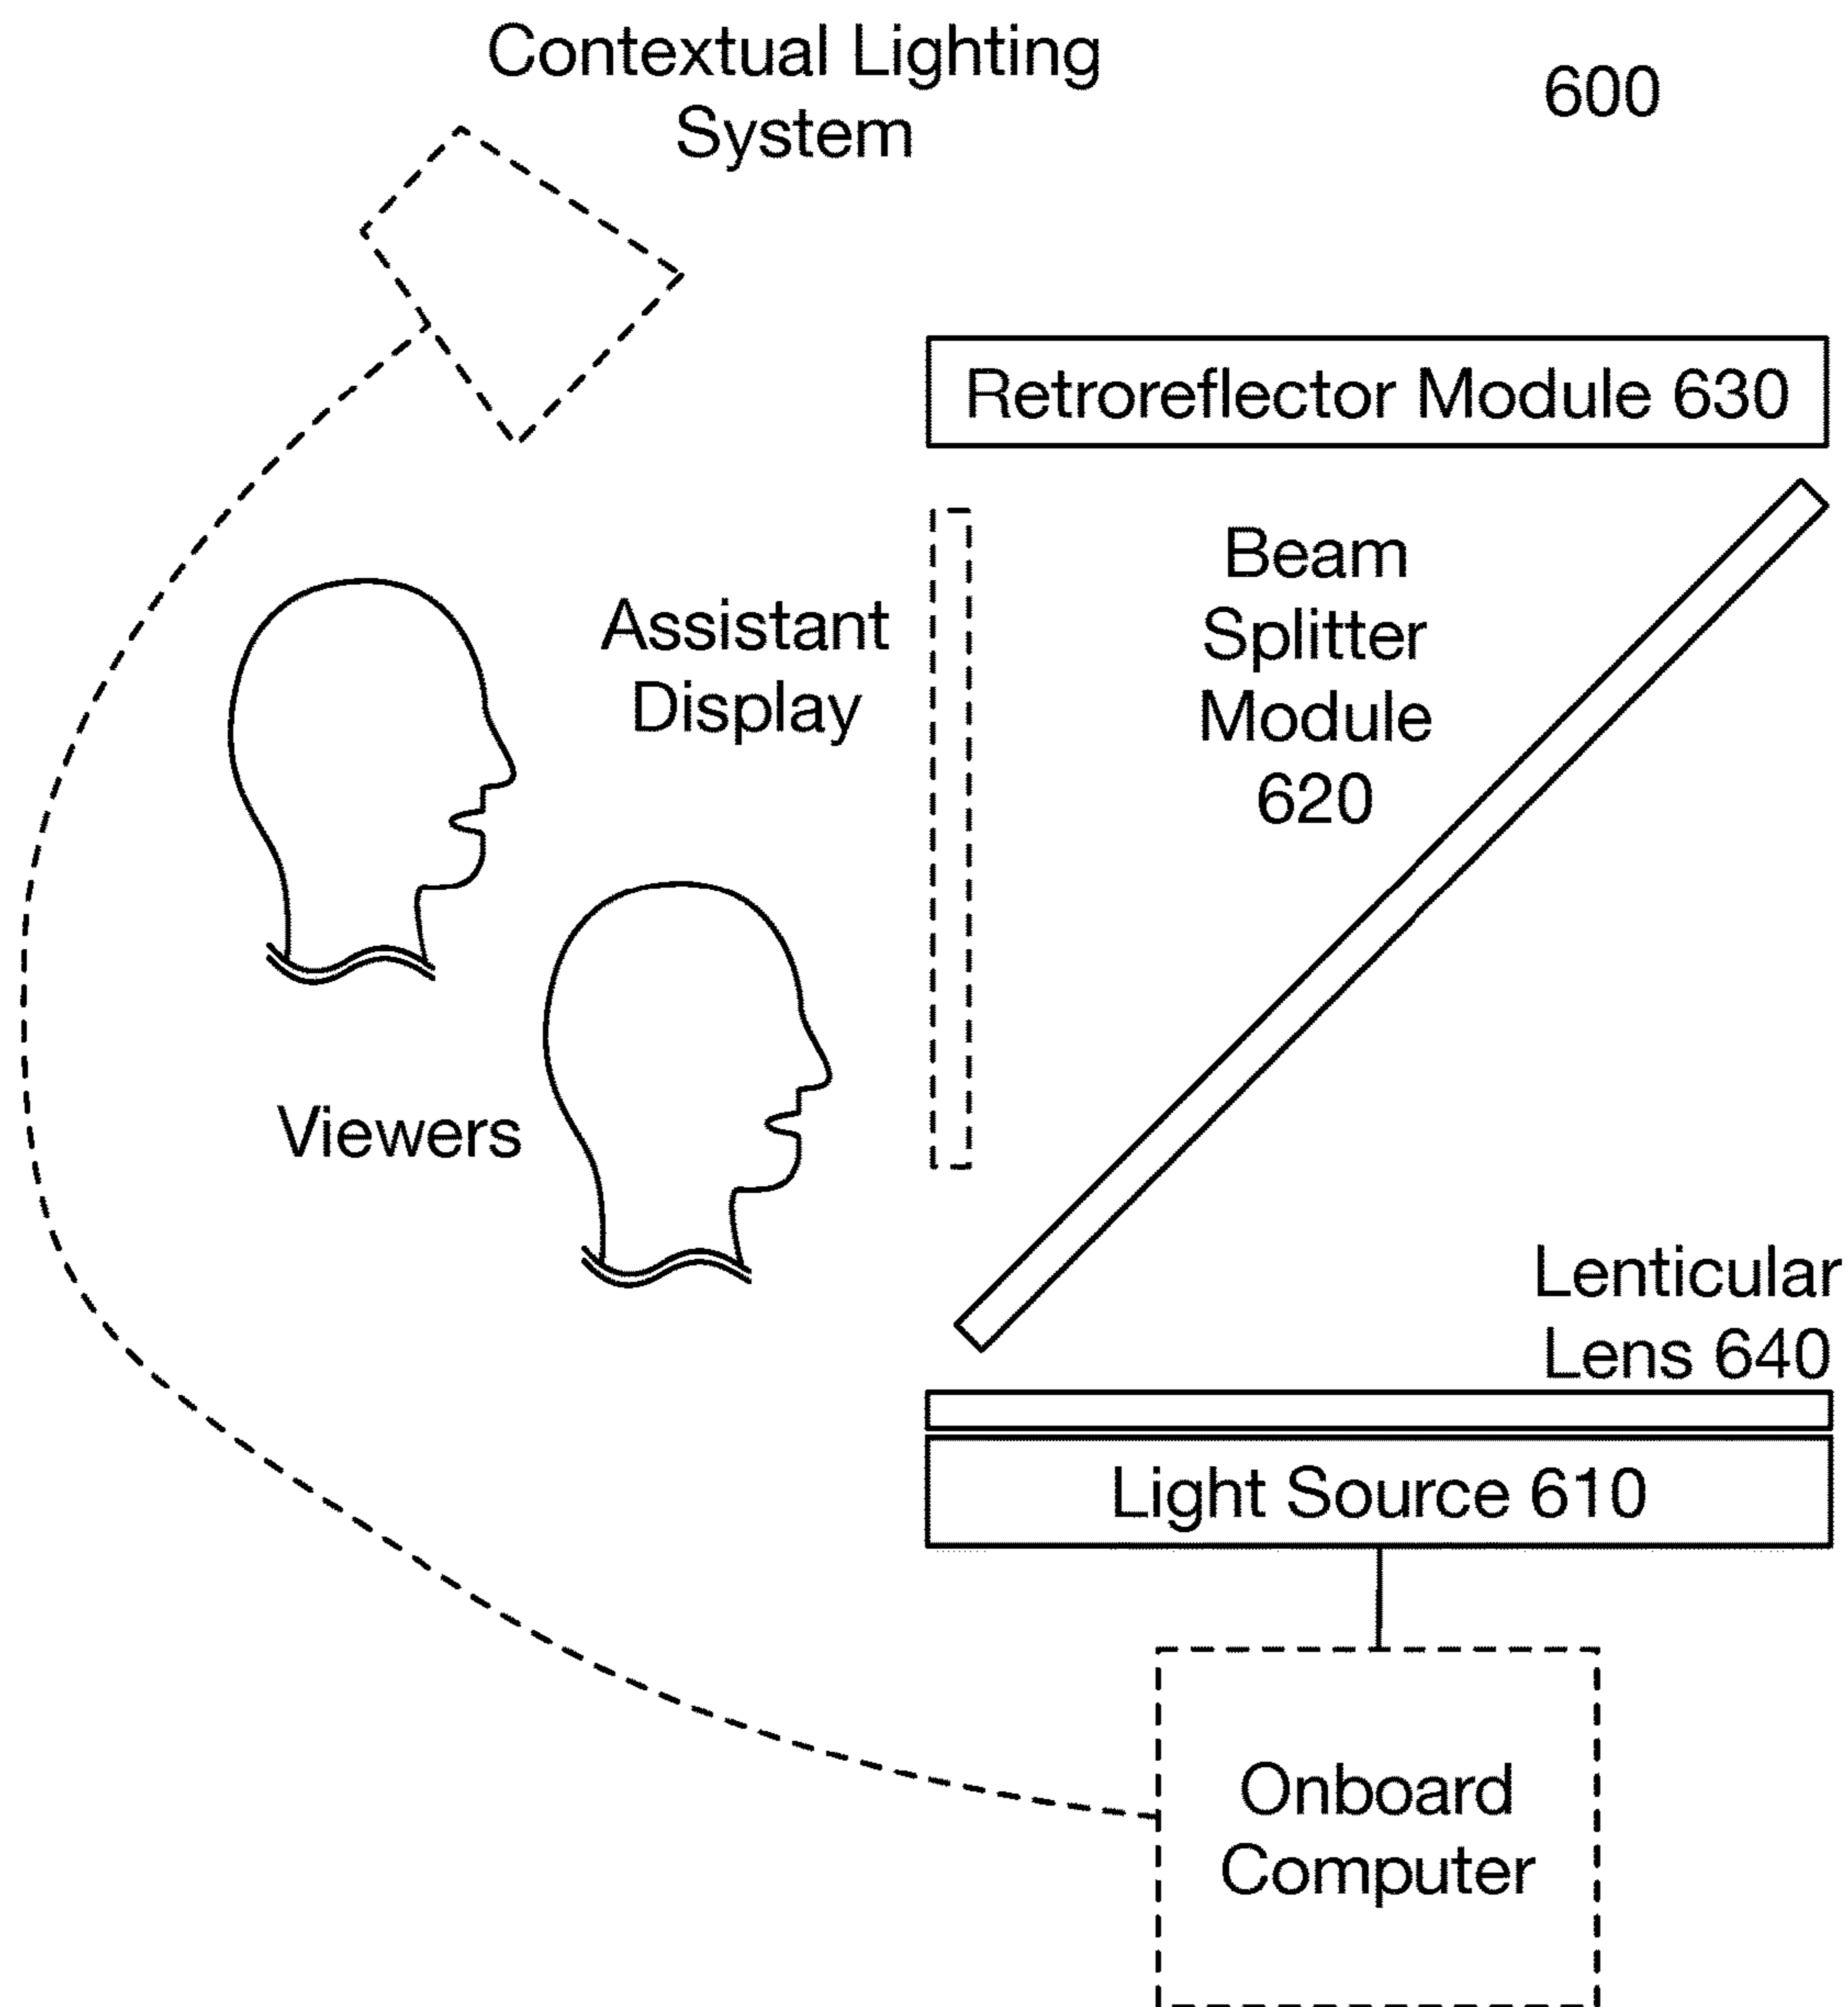 Contextual Lighting
System
600
Retroreflector Module 630
Beam
Splitter
Module
620
Assistant
Display
Viewers
Lenticular
Lens 640
Light Source 610
Onboard
Computer